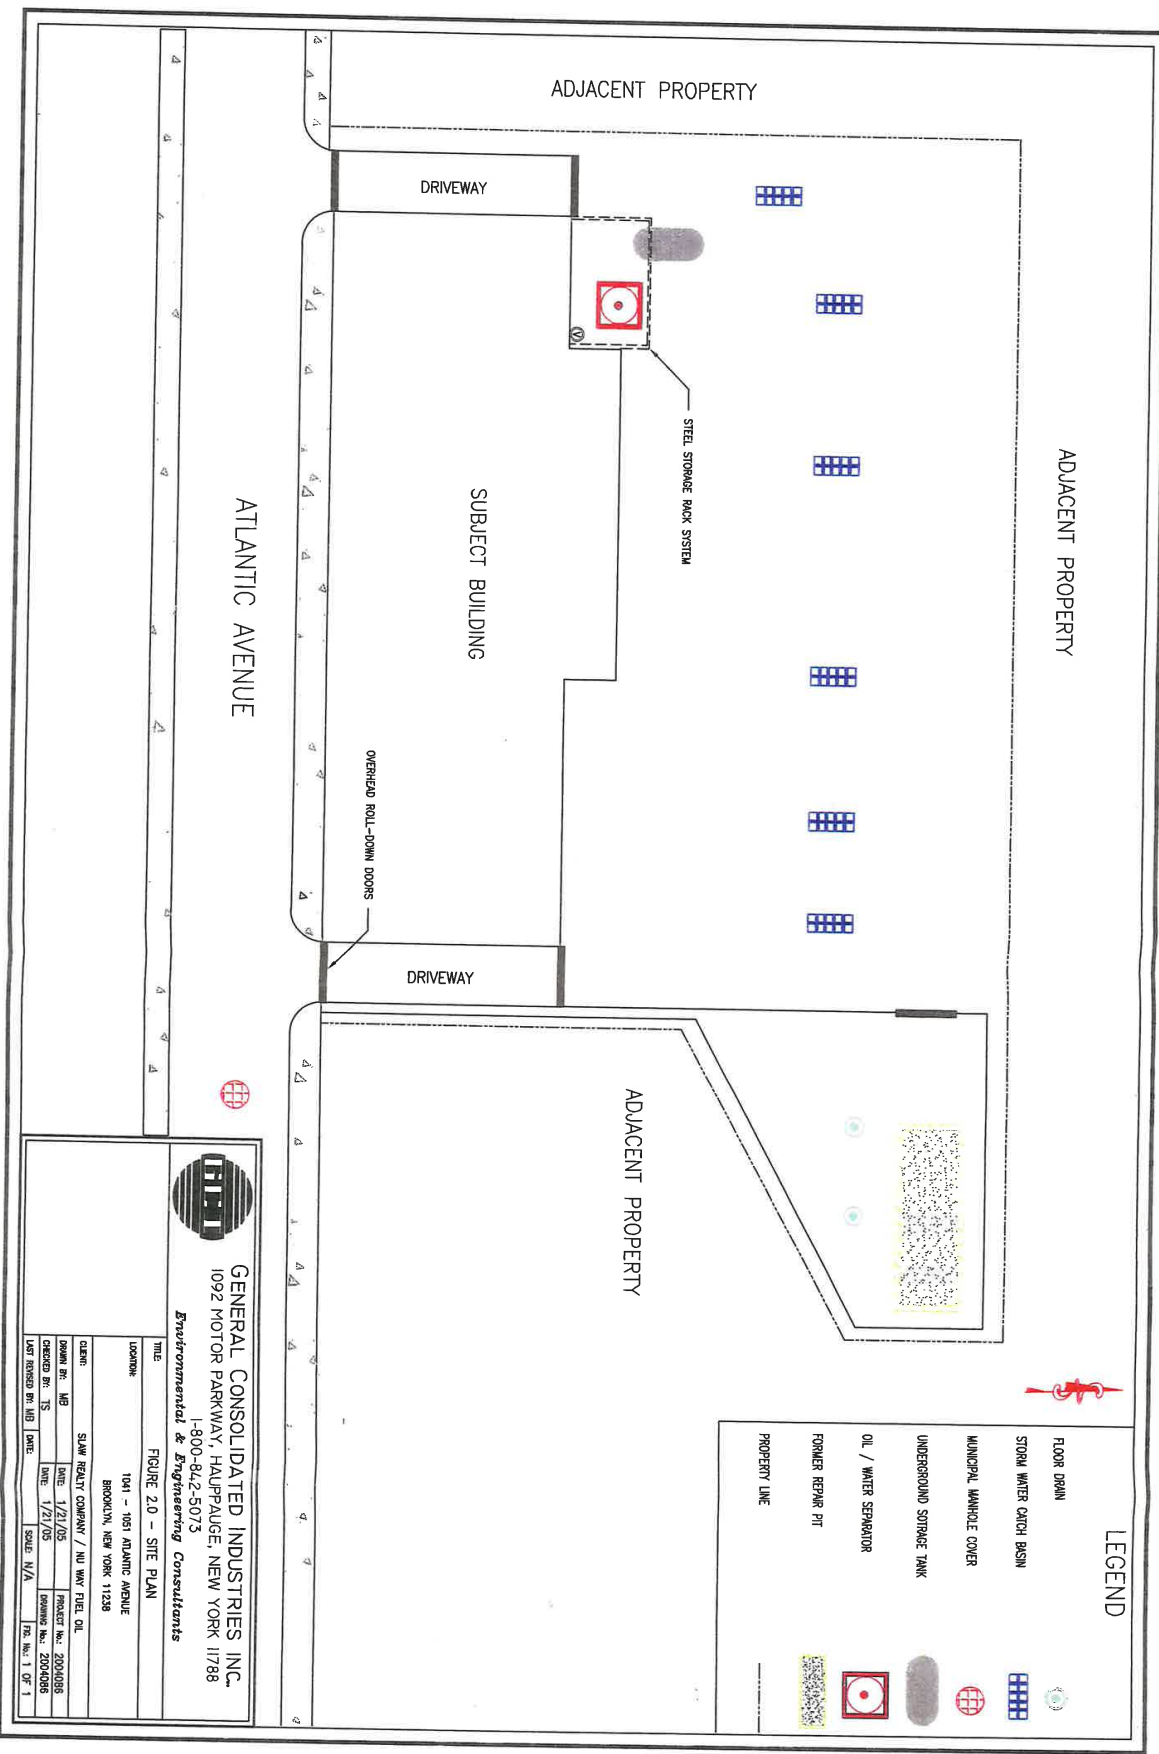 ADJACENT PROPERTY
ADJACENT PROPERTY
ADJACENT PROPERTY
DRIVEWAY
V
STEEL STORAGE RACK SYSTEM
SUBJECT BUILDING
OVERHEAD ROLL-DOWN DOORS
DRIVEWAY
ATLANTIC AVENUE
LEGEND
FLOOR DRAIN
STORM WATER CATCH BASIN
MUNICIPAL MANHOLE COVER
UNDERGROUND SOTRAGE TANK
OIL / WATER SEPARATOR
FORMER REPAIR PIT
PROPERTY LINE
GENERAL CONSOLIDATED INDUSTRIES INC.
1092 MOTOR PARKWAY, HAUPPAUGE, NEW YORK 11788
1-800-842-5073
Environmental & Engineering Consultants
TITLE: FIGURE 2.0 - SITE PLAN
LOCATION: 1041 - 1051 ATLANTIC AVENUE
BROOKLYN, NEW YORK 11238
CLIENT: SLAW REALTY COMPANY / NU WAY FUEL OIL
DRAWN BY: MB DATE: 1/21/05 PROJECT No.: 2004086
CHECKED BY: TS DATE: 1/21/05 DRAWING No.: 2004086
LAST REVISED BY: MB DATE: SCALE: N/A FIG. No.: 1 OF 1